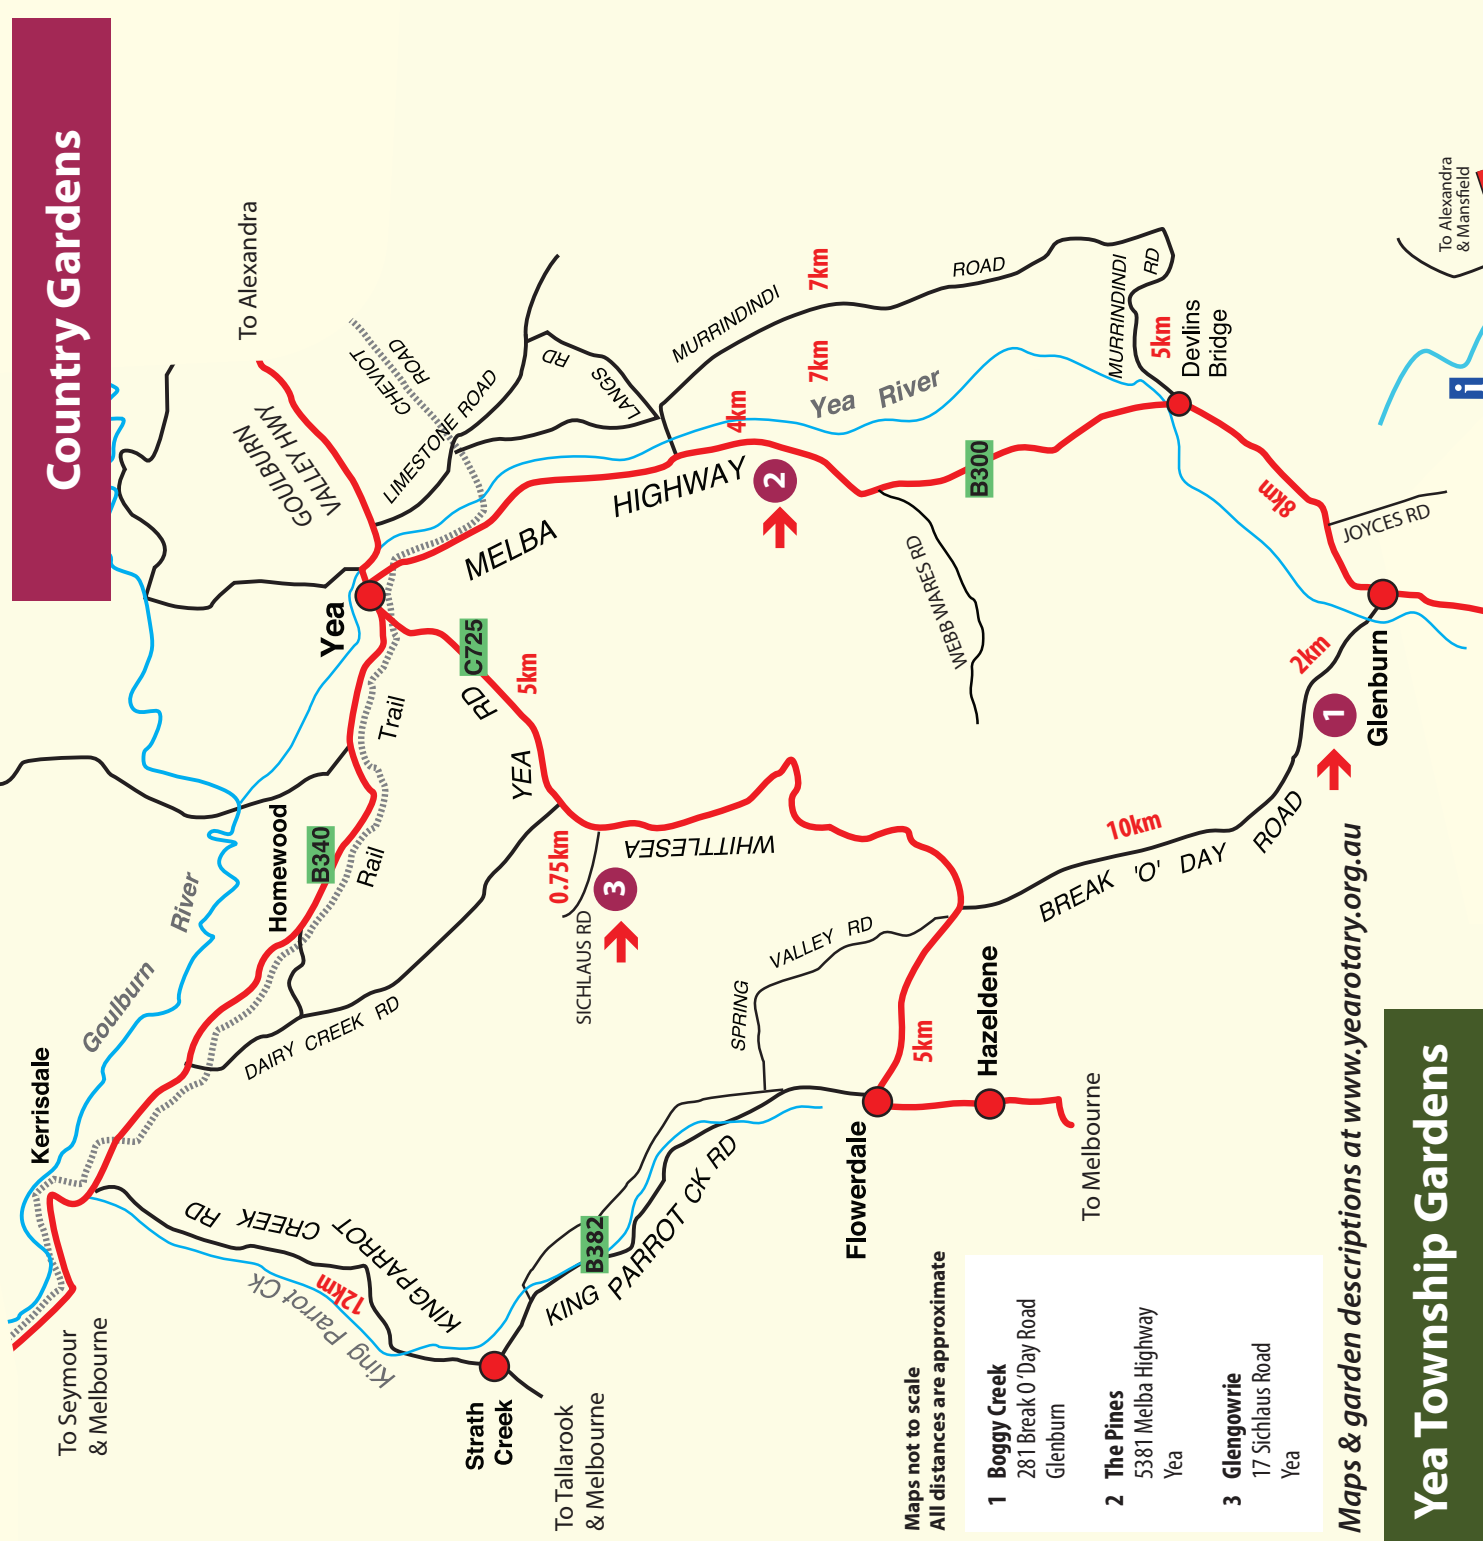 Country Gardens
To Alexandra
GOULBURN
VALLEY HWY
CHEVIOT
ROAD
LIMESTONE ROAD
LANGS
RD
MURRINDINDI
ROAD
7km
7km
4km
Yea River
MURRINDINDI
RD
5km
Devlins
Bridge
To Alexandra
& Mansfield
i
Yea
MELBA
HIGHWAY
2
B300
WEBB WARES RD
8km
JOYCES RD
Glenburn
2km
1
10km
BREAK 'O' DAY
ROAD
C725
5km
YEA
RD
WHITTLESEA
0.75km
3
SICHLAUS RD
Trail
Rail
Homewood
B340
Goulburn
River
Kerrisdale
DAIRY CREEK RD
SPRING
VALLEY RD
5km
Hazeldene
Flowerdale
To Melbourne
KING PARROT
CREEK RD
12km
King Parrot Ck
B382
KING PARROT CK RD
Strath
Creek
To Seymour
& Melbourne
To Tallarook
& Melbourne
Maps not to scale
All distances are approximate
1 Boggy Creek
281 Break O ‘Day Road
Glenburn
2 The Pines
5381 Melba Highway
Yea
3 Glengowrie
17 Sichlaus Road
Yea
Maps & garden descriptions at www.yearotary.org.au
Yea Township Gardens